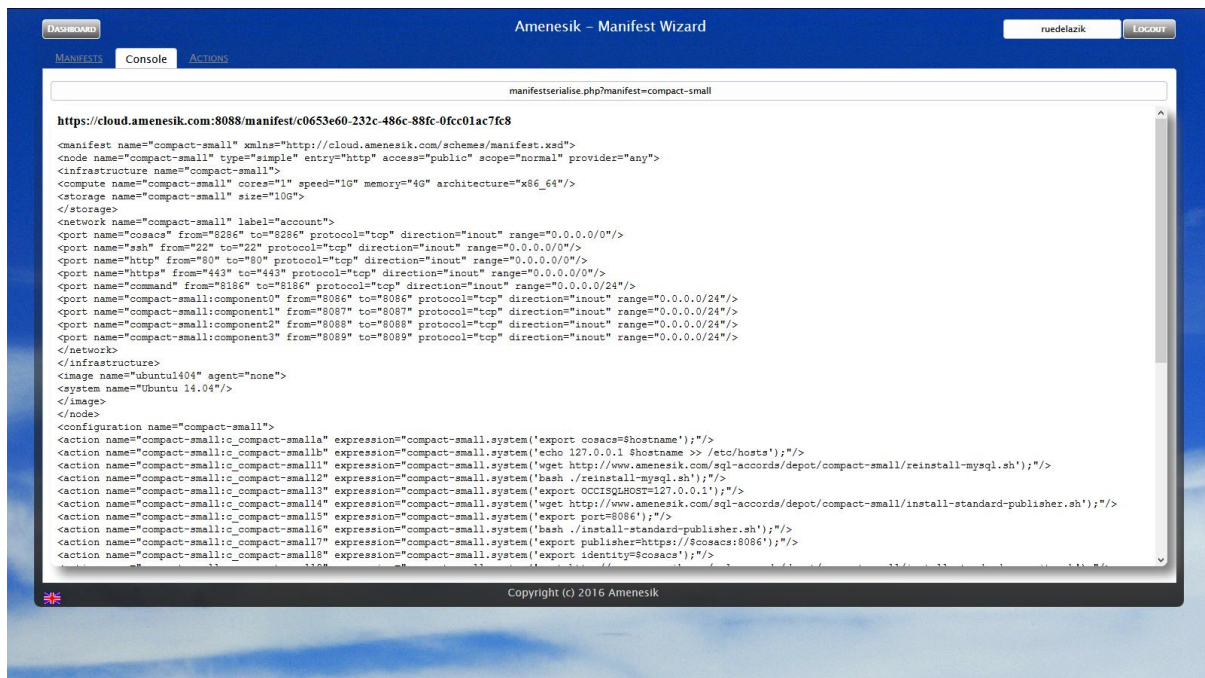 DASHBOARD
Amenesik – Manifest Wizard
ruedelazik
LOGOUT
MANIFESTS
Console
ACTIONS
manifestserialise.php?manifest=compact-small
https://cloud.amenesik.com:8088/manifest/c0653e60-232c-486c-88fc-0fcc01ac7fc8
<manifest name="compact-small" xmlns="http://cloud.amenesik.com/schemes/manifest.xsd">
<node name="compact-small" type="simple" entry="http" access="public" scope="normal" provider="any">
<infrastructure name="compact-small">
<compute name="compact-small" cores="1" speed="1G" memory="4G" architecture="x86_64"/>
<storage name="compact-small" size="10G">
</storage>
<network name="compact-small" label="account">
<port name="cosacs" from="8286" to="8286" protocol="tcp" direction="inout" range="0.0.0.0/0"/>
<port name="ssh" from="22" to="22" protocol="tcp" direction="inout" range="0.0.0.0/0"/>
<port name="http" from="80" to="80" protocol="tcp" direction="inout" range="0.0.0.0/0"/>
<port name="https" from="443" to="443" protocol="tcp" direction="inout" range="0.0.0.0/0"/>
<port name="command" from="8186" to="8186" protocol="tcp" direction="inout" range="0.0.0.0/24"/>
<port name="compact-small:component0" from="8086" to="8086" protocol="tcp" direction="inout" range="0.0.0.0/24"/>
<port name="compact-small:component1" from="8087" to="8087" protocol="tcp" direction="inout" range="0.0.0.0/24"/>
<port name="compact-small:component2" from="8088" to="8088" protocol="tcp" direction="inout" range="0.0.0.0/24"/>
<port name="compact-small:component3" from="8089" to="8089" protocol="tcp" direction="inout" range="0.0.0.0/24"/>
</network>
</infrastructure>
<image name="ubuntu1404" agent="none">
<system name="Ubuntu 14.04"/>
</image>
</node>
<configuration name="compact-small">
<action name="compact-small:c_compact-smalla" expression="compact-small.system('export cosacs=$hostname');"/>
<action name="compact-small:c_compact-smallb" expression="compact-small.system('echo 127.0.0.1 $hostname >> /etc/hosts');"/>
<action name="compact-small:c_compact-small1" expression="compact-small.system('wget http://www.amenesik.com/sql-accords/depot/compact-small/reinstall-mysql.sh');"/>
<action name="compact-small:c_compact-small2" expression="compact-small.system('bash ./reinstall-mysql.sh');"/>
<action name="compact-small:c_compact-small3" expression="compact-small.system('export OCCISQLHOST=127.0.0.1');"/>
<action name="compact-small:c_compact-small4" expression="compact-small.system('wget http://www.amenesik.com/sql-accords/depot/compact-small/install-standard-publisher.sh');"/>
<action name="compact-small:c_compact-small5" expression="compact-small.system('export port=8086');"/>
<action name="compact-small:c_compact-small6" expression="compact-small.system('bash ./install-standard-publisher.sh');"/>
<action name="compact-small:c_compact-small7" expression="compact-small.system('export publisher=https://$cosacs:8086');"/>
<action name="compact-small:c_compact-small8" expression="compact-small.system('export identity=$cosacs');"/>
Copyright (c) 2016 Amenesik